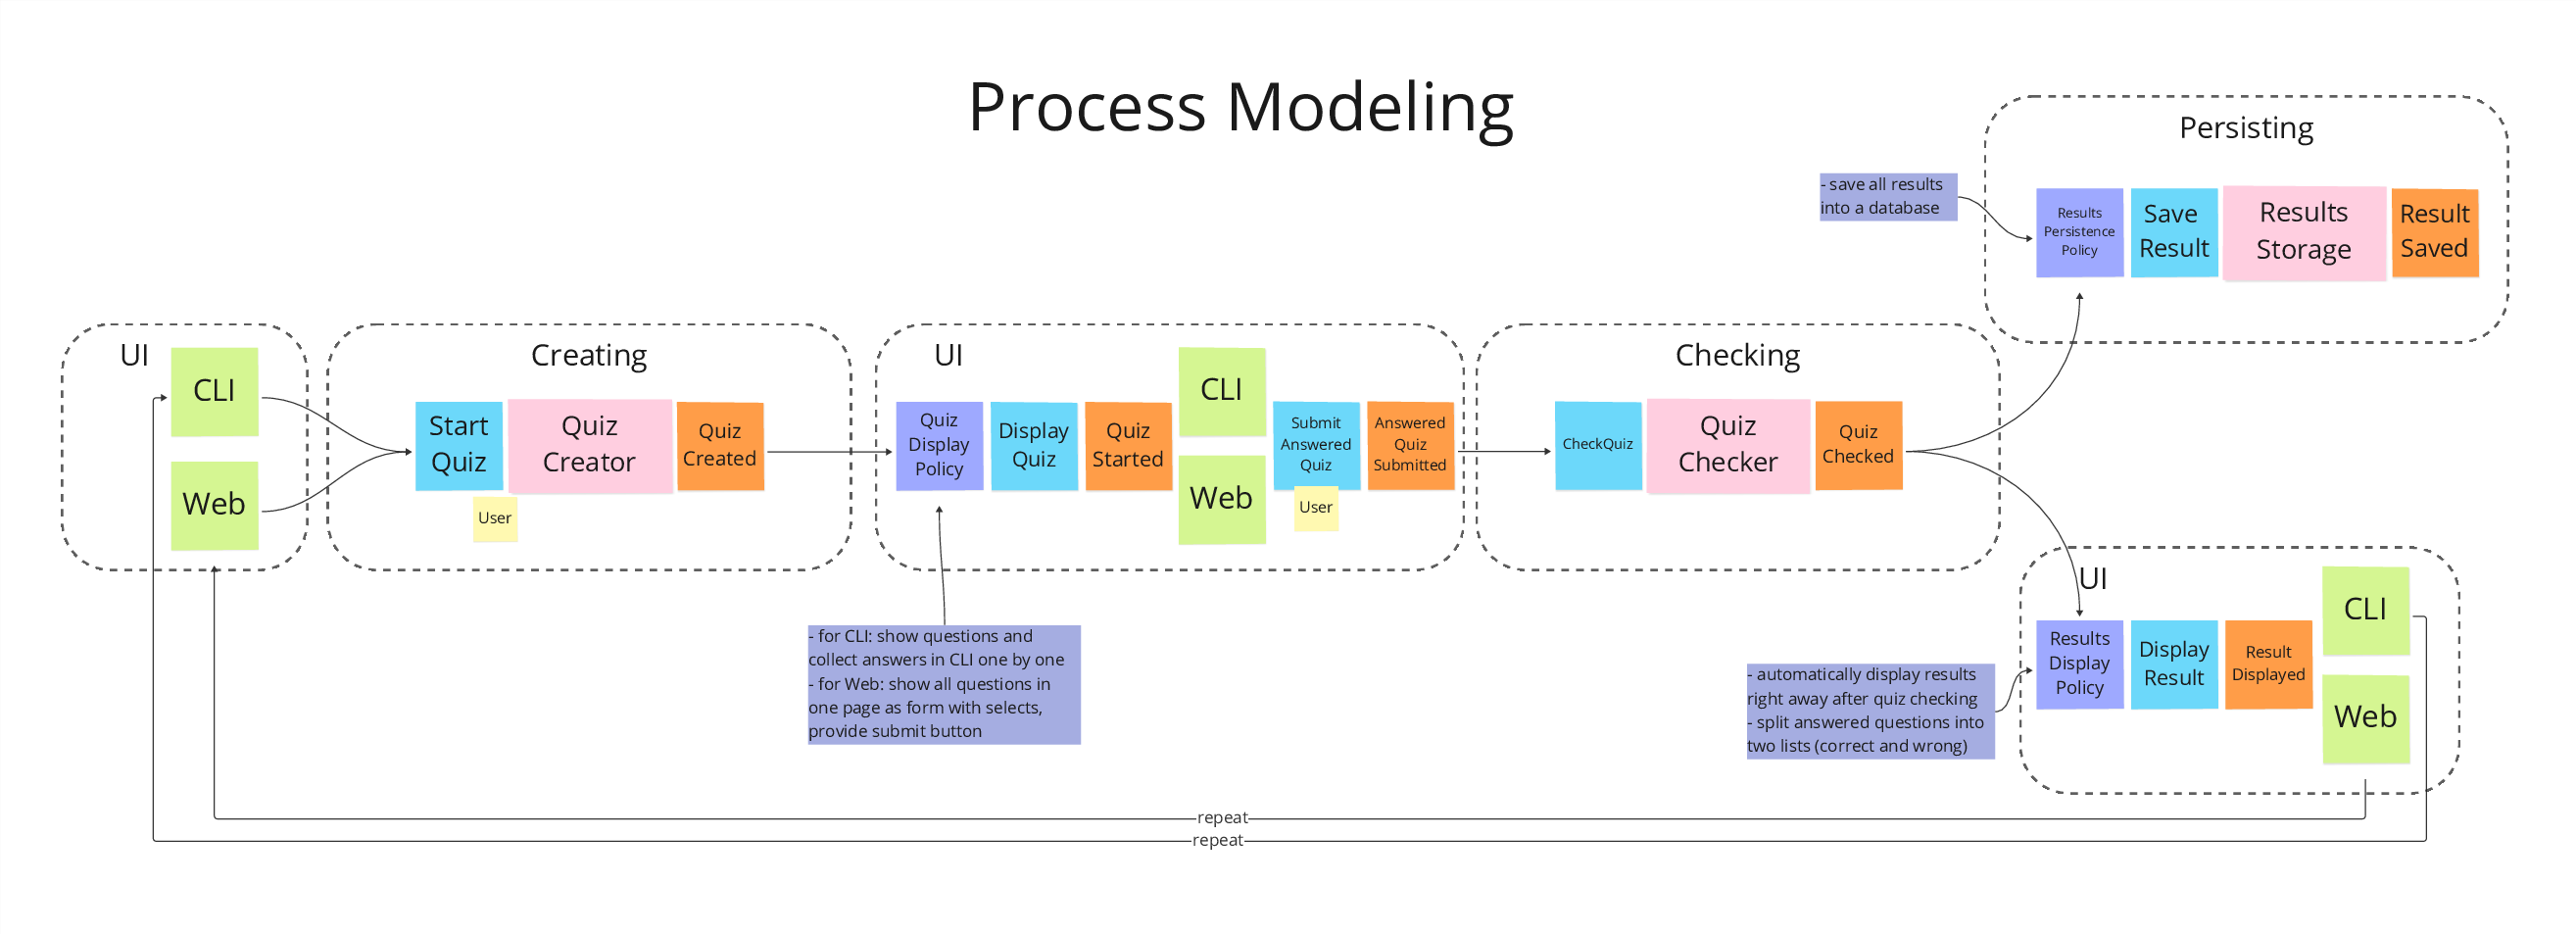 Process Modeling
Persisting
- save all results
into a database
Results
Persistence
Policy
Save
Result
Results
Storage
Result
Saved
UI
CLI
Web
Creating
Start
Quiz
User
Quiz
Creator
Quiz
Created
UI
Quiz
Display
Policy
Display
Quiz
Quiz
Started
CLI
Web
Submit
Answered
Quiz
User
Answered
Quiz
Submitted
Checking
CheckQuiz
Quiz
Checker
Quiz
Checked
- for CLI: show questions and
collect answers in CLI one by one
- for Web: show all questions in
one page as form with selects,
provide submit button
UI
- automatically display results
right away after quiz checking
- split answered questions into
two lists (correct and wrong)
Results
Display
Policy
Display
Result
Result
Displayed
CLI
Web
repeat
repeat